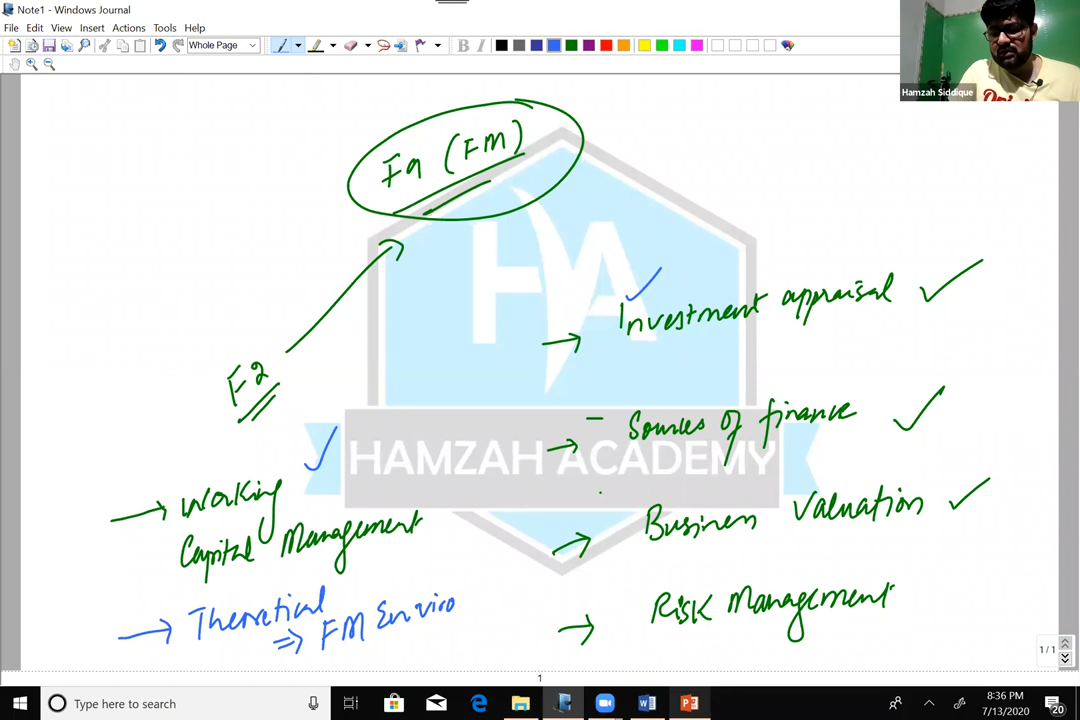 Note1 - Windows Journal
File Edit View Insert Actions Tools Help
Whole Page
B I
Hamzah Siddique
F9 (FM)
Investment appraisal
F2
- Sources of finance
HAMZAH ACADEMY
HA
Working
Capital Management
Business Valuation
Theoretical
⇒ FM Enviro
Risk Management
1 / 1
1
Type here to search
8:36 PM
7/13/2020
20